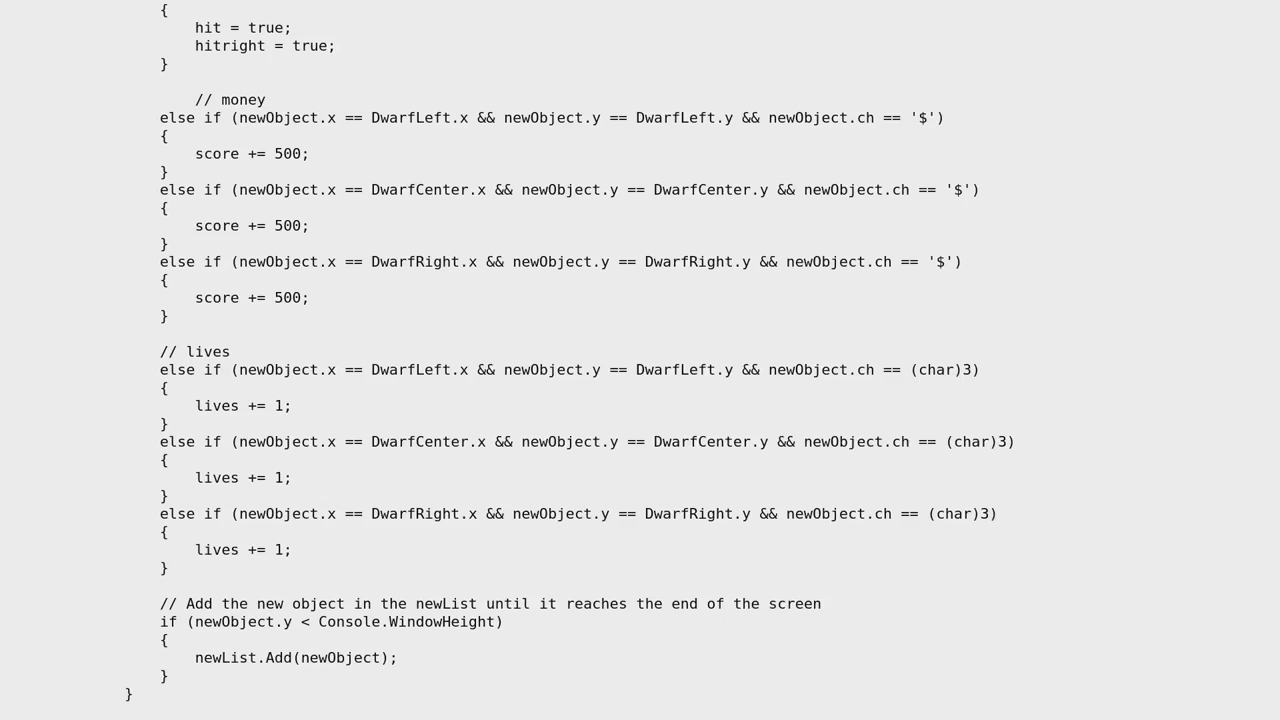 {
hit = true;
hitright = true;
}
// money
else if (newObject.x == DwarfLeft.x && newObject.y == DwarfLeft.y && newObject.ch == '$')
{
score += 500;
}
else if (newObject.x == DwarfCenter.x && newObject.y == DwarfCenter.y && newObject.ch == '$')
{
score += 500;
}
else if (newObject.x == DwarfRight.x && newObject.y == DwarfRight.y && newObject.ch == '$')
{
score += 500;
}
// lives
else if (newObject.x == DwarfLeft.x && newObject.y == DwarfLeft.y && newObject.ch == (char)3)
{
lives += 1;
}
else if (newObject.x == DwarfCenter.x && newObject.y == DwarfCenter.y && newObject.ch == (char)3)
{
lives += 1;
}
else if (newObject.x == DwarfRight.x && newObject.y == DwarfRight.y && newObject.ch == (char)3)
{
lives += 1;
}
// Add the new object in the newList until it reaches the end of the screen
if (newObject.y < Console.WindowHeight)
{
newList.Add(newObject);
}
}